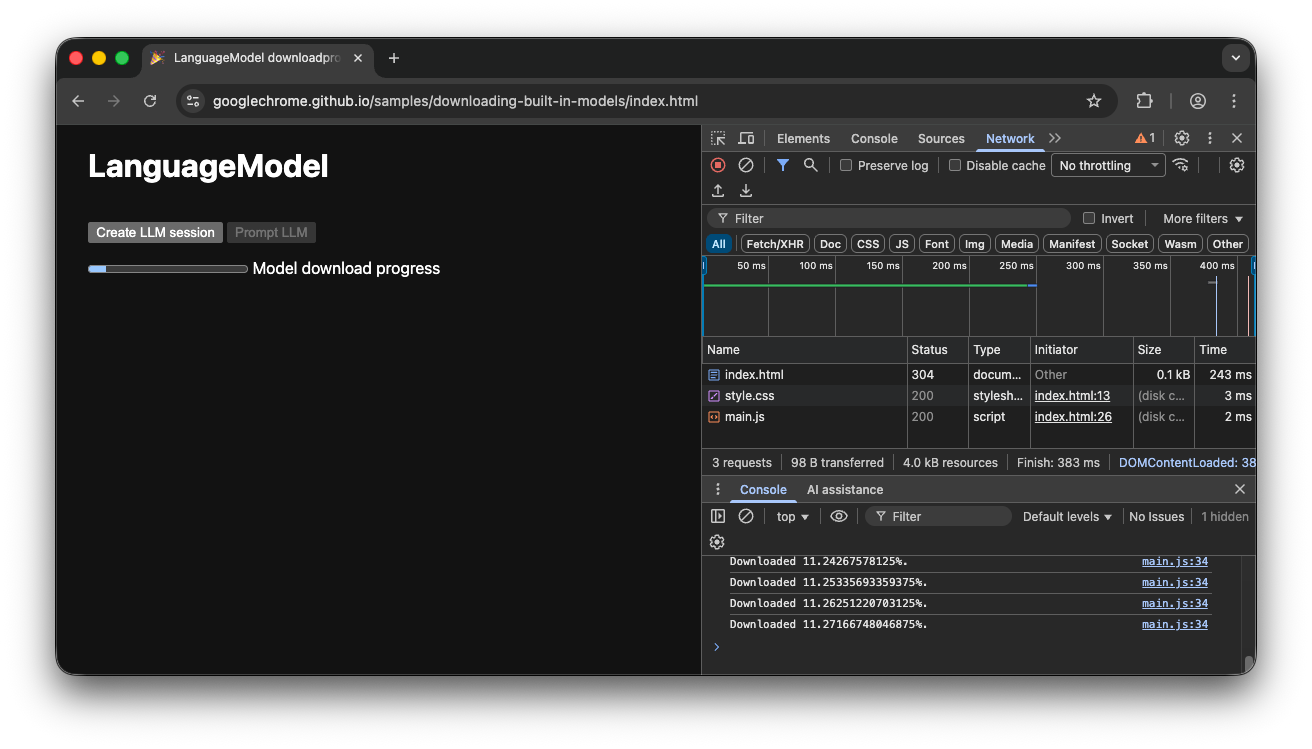 LanguageModel downloadpro
googlechrome.github.io/samples/downloading-built-in-models/index.html
LanguageModel
Create LLM session Prompt LLM
Model download progress
Elements Console Sources Network 1
Preserve log Disable cache No throttling
Filter Invert More filters
All Fetch/XHR Doc CSS JS Font Img Media Manifest Socket Wasm Other
50 ms 100 ms 150 ms 200 ms 250 ms 300 ms 350 ms 400 ms
Name Status Type Initiator Size Time
index.html 304 docum... Other 0.1 kB 243 ms
style.css 200 stylesh... index.html:13 (disk c... 3 ms
main.js 200 script index.html:26 (disk c... 2 ms
3 requests 98 B transferred 4.0 kB resources Finish: 383 ms DOMContentLoaded: 38
Console AI assistance
top Filter Default levels No Issues 1 hidden
Downloaded 11.24267578125%. main.js:34
Downloaded 11.25335693359375%. main.js:34
Downloaded 11.26251220703125%. main.js:34
Downloaded 11.27166748046875%. main.js:34